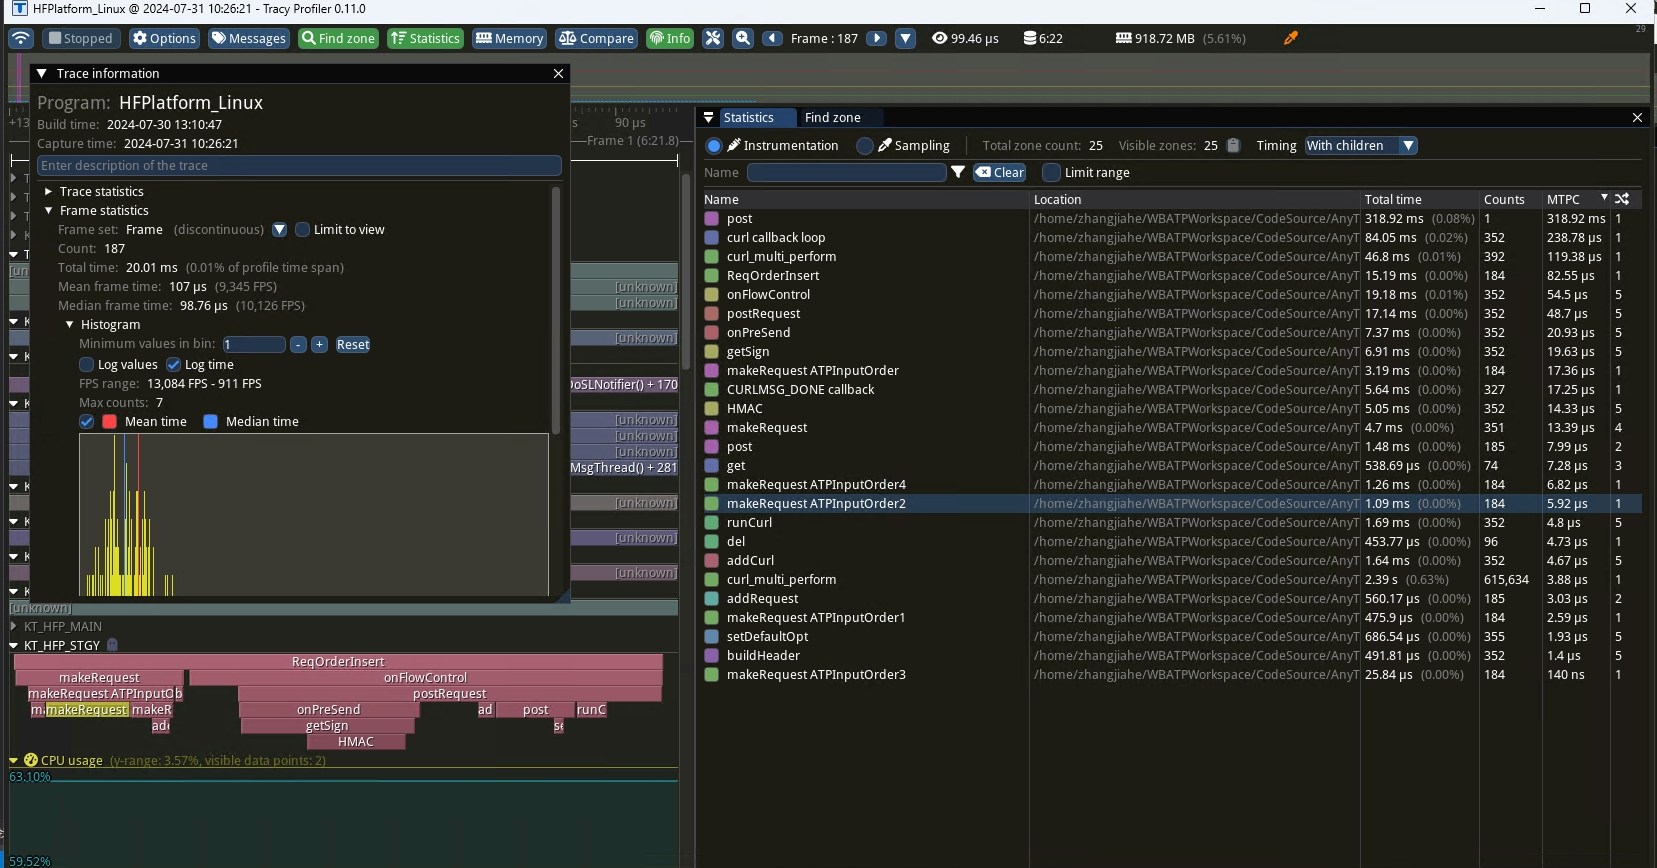 HFPlatform_Linux @ 2024-07-31 10:26:21 - Tracy Profiler 0.11.0
Stopped Options Messages Find zone Statistics Memory Compare Info Frame: 187 99.46 µs 6:22 918.72 MB (5.61%) 29
Trace information
Program: HFPlatform_Linux
Build time: 2024-07-30 13:10:47
Capture time: 2024-07-31 10:26:21
Enter description of the trace
Trace statistics
Frame statistics
Frame set: Frame (discontinuous) Limit to view
Count: 187
Total time: 20.01 ms (0.01% of profile time span)
Mean frame time: 107 µs (9,345 FPS)
Median frame time: 98.76 µs (10,126 FPS)
Histogram
Minimum values in bin: 1 - + Reset
Log values Log time
FPS range: 13,084 FPS - 911 FPS
Max counts: 7
Mean time Median time
+13
s 90 µs
Frame 1 (6:21.8)
[unknown]
[unknown]
[unknown]
DoSLNotifier() + 170
[unknown]
[unknown]
[unknown]
MsgThread() + 281
[unknown]
[unknown]
[unknown]
[unknown]
KT_HFP_MAIN
KT_HFP_STGY
ReqOrderInsert
makeRequest onFlowControl
makeRequest ATPInputO b postRequest
m makeRequest makeR onPreSend ad post runC
ad getSign se
HMAC
CPU usage (y-range: 3.57%, visible data points: 2)
63.10%
59.52%
Statistics Find zone
Instrumentation Sampling Total zone count: 25 Visible zones: 25 Timing With children
Name Clear Limit range
Name Location Total time Counts MTPC
post /home/zhangjiahe/WBATPWorkspace/CodeSource/AnyT 318.92 ms (0.08%) 1 318.92 ms 1
curl callback loop /home/zhangjiahe/WBATPWorkspace/CodeSource/AnyT 84.05 ms (0.02%) 352 238.78 µs 1
curl_multi_perform /home/zhangjiahe/WBATPWorkspace/CodeSource/AnyT 46.8 ms (0.01%) 392 119.38 µs 1
ReqOrderInsert /home/zhangjiahe/WBATPWorkspace/CodeSource/AnyT 15.19 ms (0.00%) 184 82.55 µs 1
onFlowControl /home/zhangjiahe/WBATPWorkspace/CodeSource/AnyT 19.18 ms (0.01%) 352 54.5 µs 5
postRequest /home/zhangjiahe/WBATPWorkspace/CodeSource/AnyT 17.14 ms (0.00%) 352 48.7 µs 5
onPreSend /home/zhangjiahe/WBATPWorkspace/CodeSource/AnyT 7.37 ms (0.00%) 352 20.93 µs 5
getSign /home/zhangjiahe/WBATPWorkspace/CodeSource/AnyT 6.91 ms (0.00%) 352 19.63 µs 5
makeRequest ATPInputOrder /home/zhangjiahe/WBATPWorkspace/CodeSource/AnyT 3.19 ms (0.00%) 184 17.36 µs 1
CURLMSG_DONE callback /home/zhangjiahe/WBATPWorkspace/CodeSource/AnyT 5.64 ms (0.00%) 327 17.25 µs 1
HMAC /home/zhangjiahe/WBATPWorkspace/CodeSource/AnyT 5.05 ms (0.00%) 352 14.33 µs 5
makeRequest /home/zhangjiahe/WBATPWorkspace/CodeSource/AnyT 4.7 ms (0.00%) 351 13.39 µs 4
post /home/zhangjiahe/WBATPWorkspace/CodeSource/AnyT 1.48 ms (0.00%) 185 7.99 µs 2
get /home/zhangjiahe/WBATPWorkspace/CodeSource/AnyT 538.69 µs (0.00%) 74 7.28 µs 3
makeRequest ATPInputOrder4 /home/zhangjiahe/WBATPWorkspace/CodeSource/AnyT 1.26 ms (0.00%) 184 6.82 µs 1
makeRequest ATPInputOrder2 /home/zhangjiahe/WBATPWorkspace/CodeSource/AnyT 1.09 ms (0.00%) 184 5.92 µs 1
runCurl /home/zhangjiahe/WBATPWorkspace/CodeSource/AnyT 1.69 ms (0.00%) 352 4.8 µs 5
del /home/zhangjiahe/WBATPWorkspace/CodeSource/AnyT 453.77 µs (0.00%) 96 4.73 µs 1
addCurl /home/zhangjiahe/WBATPWorkspace/CodeSource/AnyT 1.64 ms (0.00%) 352 4.67 µs 5
curl_multi_perform /home/zhangjiahe/WBATPWorkspace/CodeSource/AnyT 2.39 s (0.63%) 615,634 3.88 µs 1
addRequest /home/zhangjiahe/WBATPWorkspace/CodeSource/AnyT 560.17 µs (0.00%) 185 3.03 µs 2
makeRequest ATPInputOrder1 /home/zhangjiahe/WBATPWorkspace/CodeSource/AnyT 475.9 µs (0.00%) 184 2.59 µs 1
setDefaultOpt /home/zhangjiahe/WBATPWorkspace/CodeSource/AnyT 686.54 µs (0.00%) 355 1.93 µs 5
buildHeader /home/zhangjiahe/WBATPWorkspace/CodeSource/AnyT 491.81 µs (0.00%) 352 1.4 µs 5
makeRequest ATPInputOrder3 /home/zhangjiahe/WBATPWorkspace/CodeSource/AnyT 25.84 µs (0.00%) 184 140 ns 1